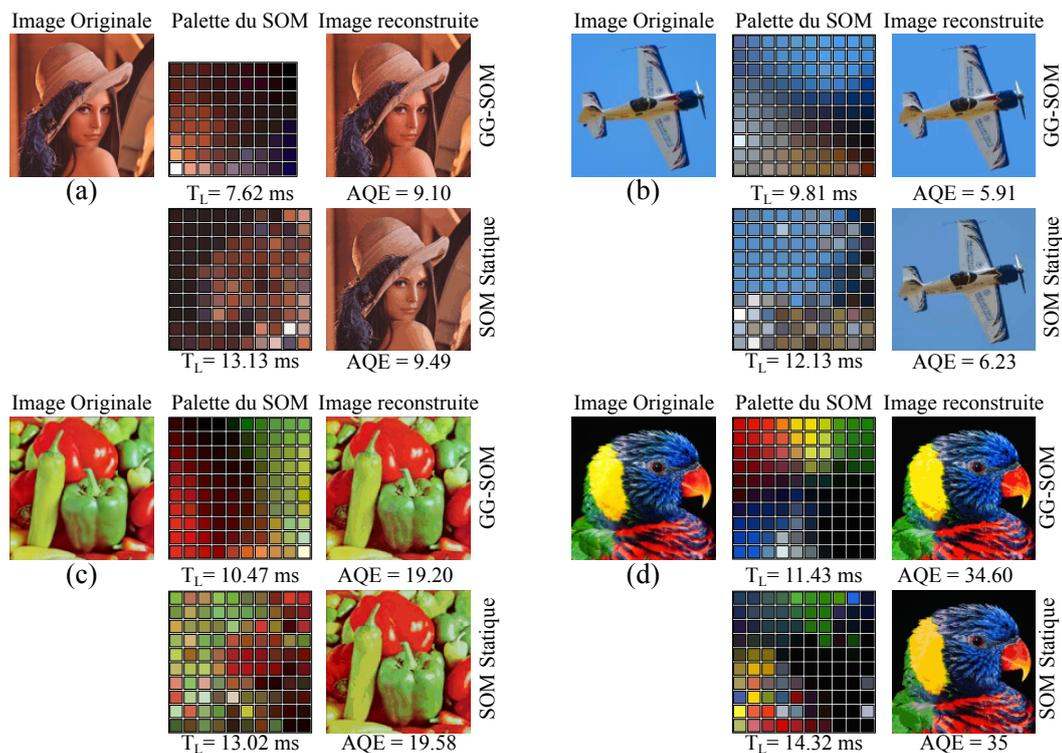 Image Originale Palette du SOM Image reconstruite
GG-SOM
(a)
T_L= 7.62 ms AQE = 9.10
SOM Statique
T_L= 13.13 ms AQE = 9.49
Image Originale Palette du SOM Image reconstruite
GG-SOM
(b)
T_L= 9.81 ms AQE = 5.91
SOM Statique
T_L= 12.13 ms AQE = 6.23
Image Originale Palette du SOM Image reconstruite
GG-SOM
(c)
T_L= 10.47 ms AQE = 19.20
SOM Statique
T_L= 13.02 ms AQE = 19.58
Image Originale Palette du SOM Image reconstruite
GG-SOM
(d)
T_L= 11.43 ms AQE = 34.60
SOM Statique
T_L= 14.32 ms AQE = 35